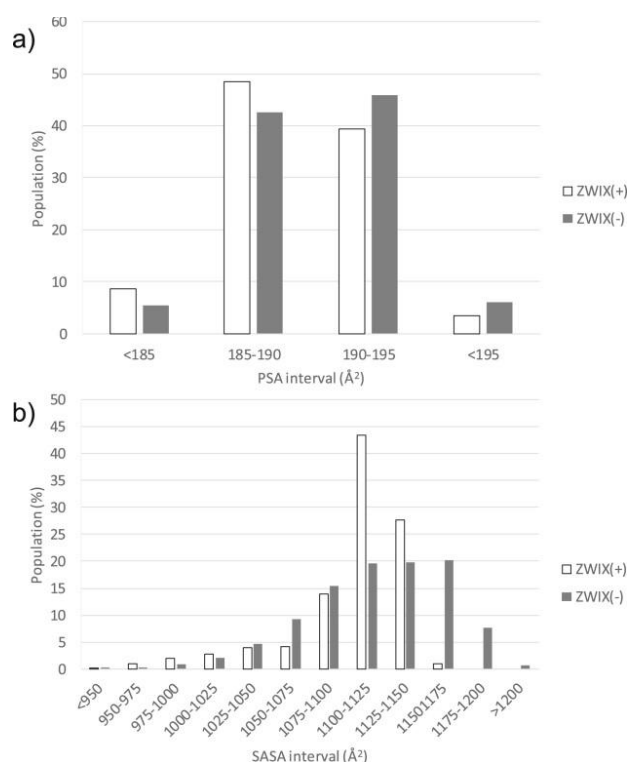 a)
60
50
40
30
20
10
0
Population (%)
<185 185-190 190-195 <195
PSA interval (Å²)
ZWIX(+)
ZWIX(-)
b)
50
45
40
35
30
25
20
15
10
5
0
Population (%)
<950 950-975 975-1000 1000-1025 1025-1050 1050-1075 1075-1100 1100-1125 1125-1150 11501175 1175-1200 >1200
SASA interval (Å²)
ZWIX(+)
ZWIX(-)